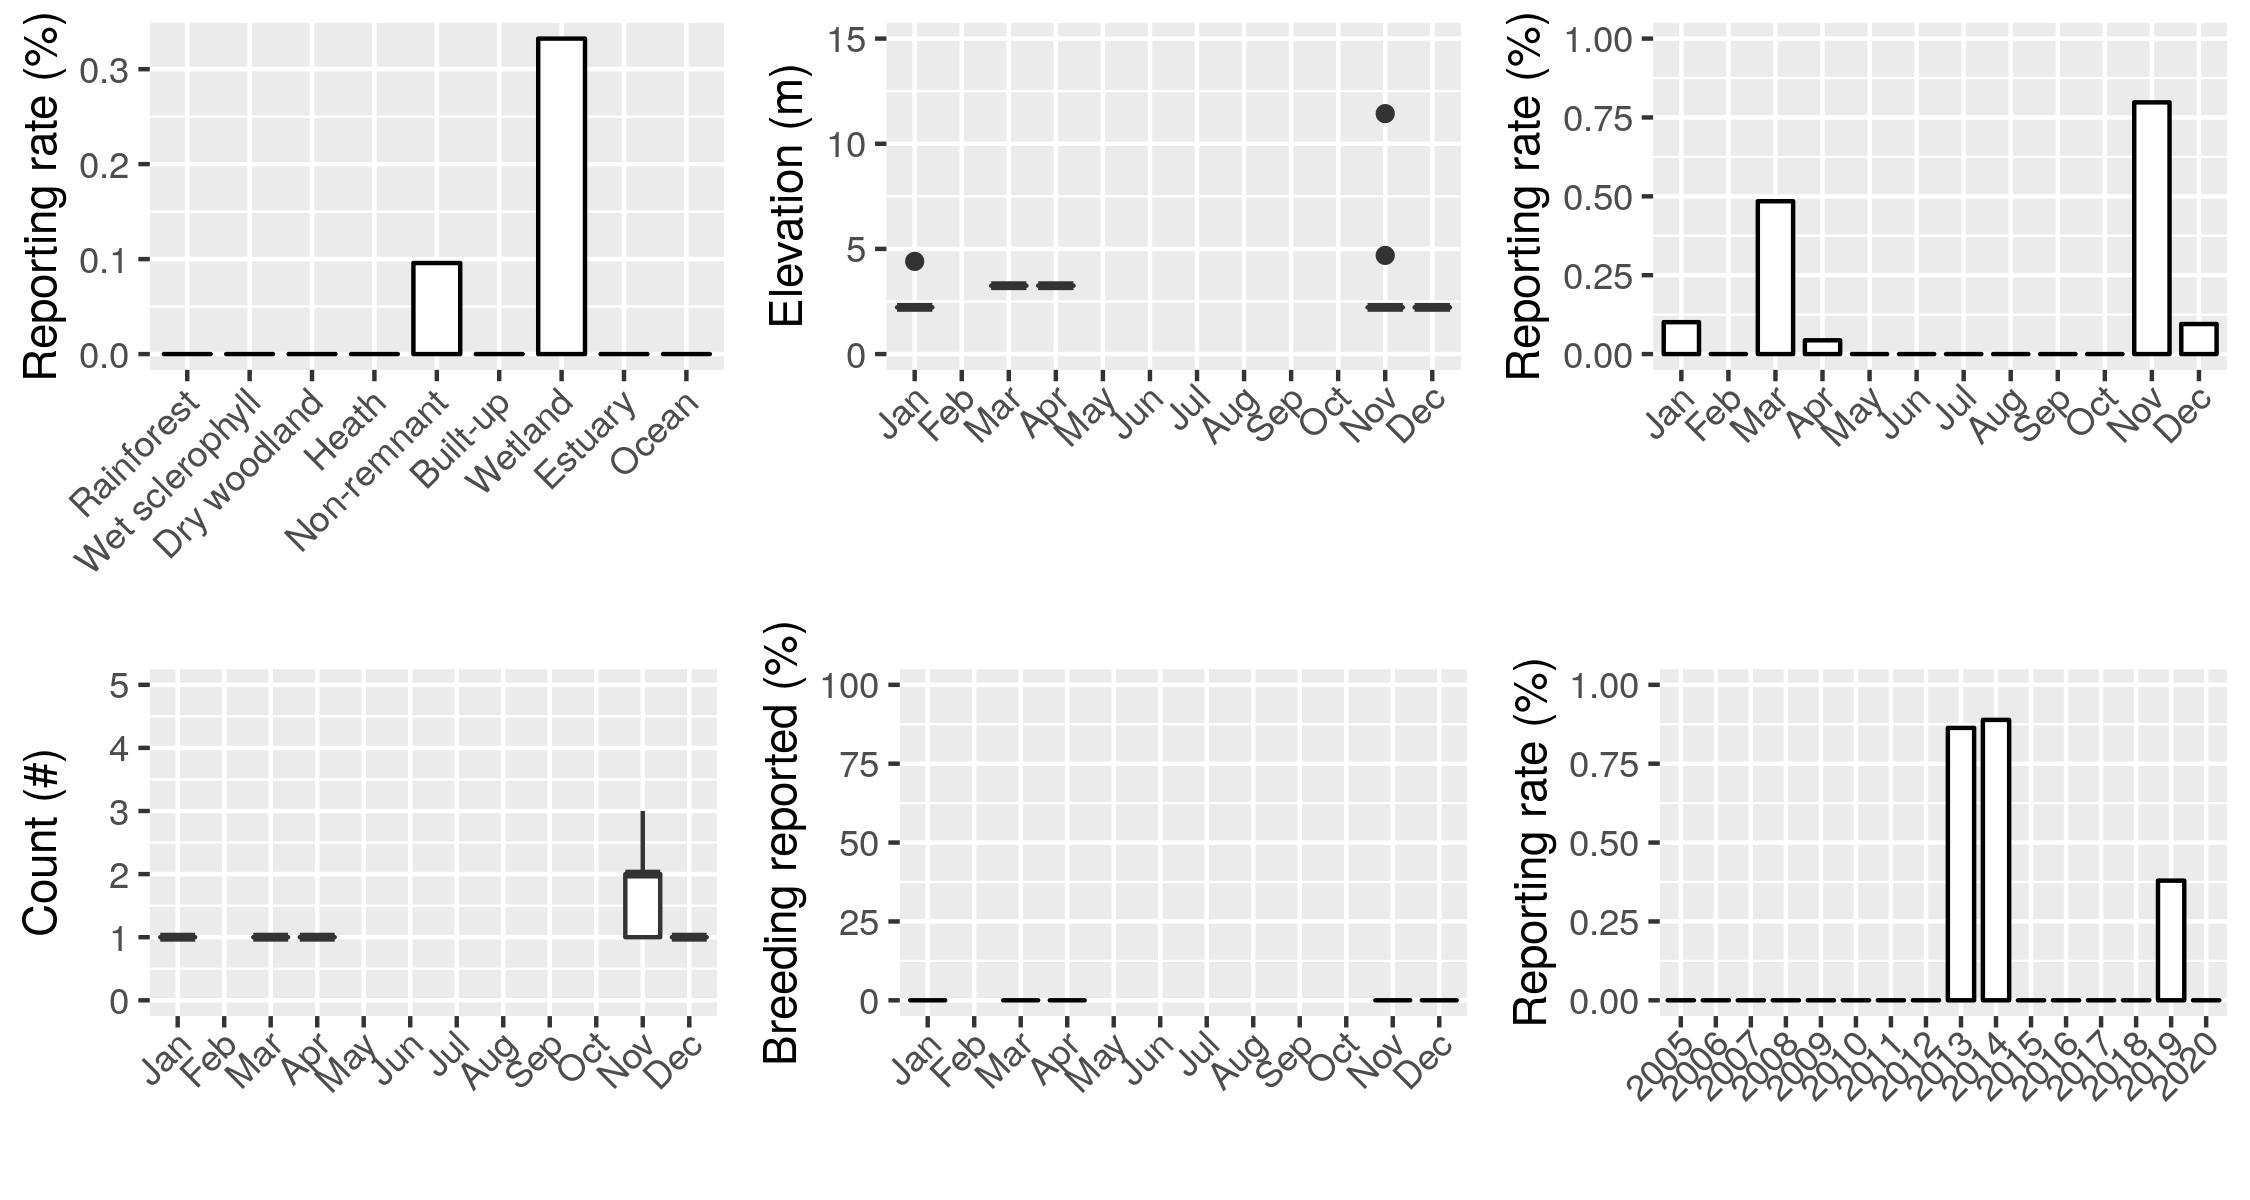 Reporting rate (%)
0.3
0.2
0.1
0.0
Rainforest
Wet sclerophyll
Dry woodland
Heath
Non-remnant
Built-up
Wetland
Estuary
Ocean
Elevation (m)
15
10
5
0
Jan
Feb
Mar
Apr
May
Jun
Jul
Aug
Sep
Oct
Nov
Dec
Reporting rate (%)
1.00
0.75
0.50
0.25
0.00
Jan
Feb
Mar
Apr
May
Jun
Jul
Aug
Sep
Oct
Nov
Dec
Count (#)
5
4
3
2
1
0
Jan
Feb
Mar
Apr
May
Jun
Jul
Aug
Sep
Oct
Nov
Dec
Breeding reported (%)
100
75
50
25
0
Jan
Feb
Mar
Apr
May
Jun
Jul
Aug
Sep
Oct
Nov
Dec
Reporting rate (%)
1.00
0.75
0.50
0.25
0.00
2005
2006
2007
2008
2009
2010
2011
2012
2013
2014
2015
2016
2017
2018
2019
2020